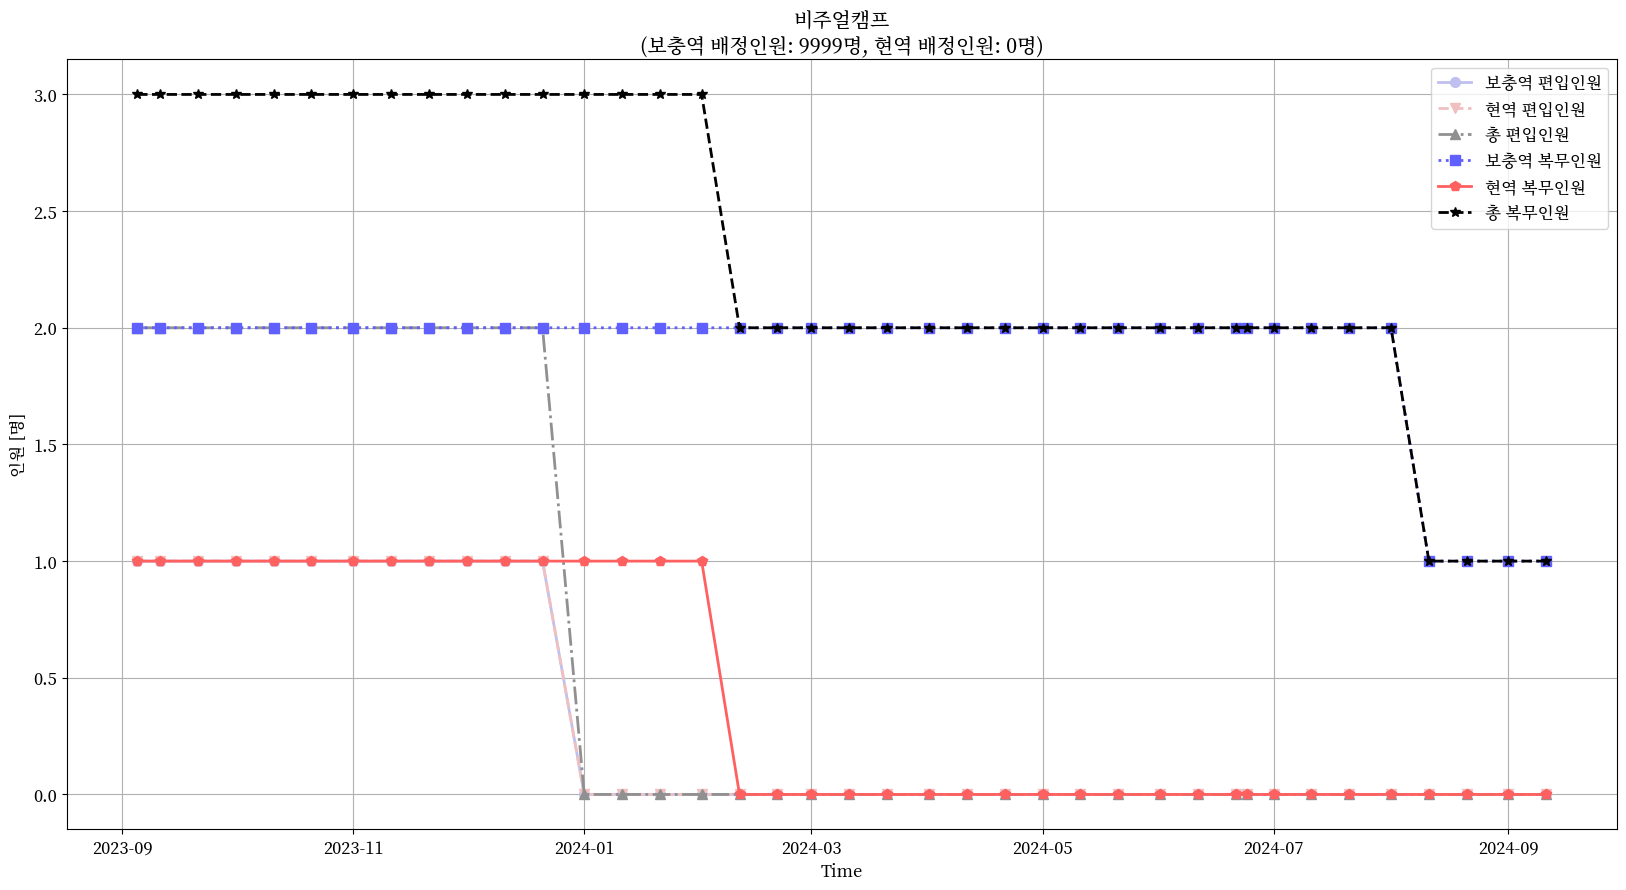 비주얼캠프
(보충역 배정인원: 9999명, 현역 배정인원: 0명)
보충역 편입인원
현역 편입인원
총 편입인원
보충역 복무인원
현역 복무인원
총 복무인원
인원 [명]
3.0
2.5
2.0
1.5
1.0
0.5
0.0
2023-09 2023-11 2024-01 2024-03 2024-05 2024-07 2024-09
Time